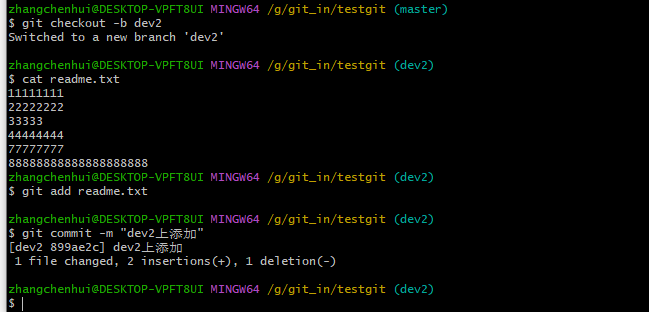 zhangchenhui@DESKTOP-VPFT8UI MINGW64 /g/git_in/testgit (master)
$ git checkout -b dev2
Switched to a new branch 'dev2'
zhangchenhui@DESKTOP-VPFT8UI MINGW64 /g/git_in/testgit (dev2)
$ cat readme.txt
11111111
22222222
33333
44444444
77777777
88888888888888888888
zhangchenhui@DESKTOP-VPFT8UI MINGW64 /g/git_in/testgit (dev2)
$ git add readme.txt
zhangchenhui@DESKTOP-VPFT8UI MINGW64 /g/git_in/testgit (dev2)
$ git commit -m "dev2上添加"
[dev2 899ae2c] dev2上添加
1 file changed, 2 insertions(+), 1 deletion(-)
zhangchenhui@DESKTOP-VPFT8UI MINGW64 /g/git_in/testgit (dev2)
$